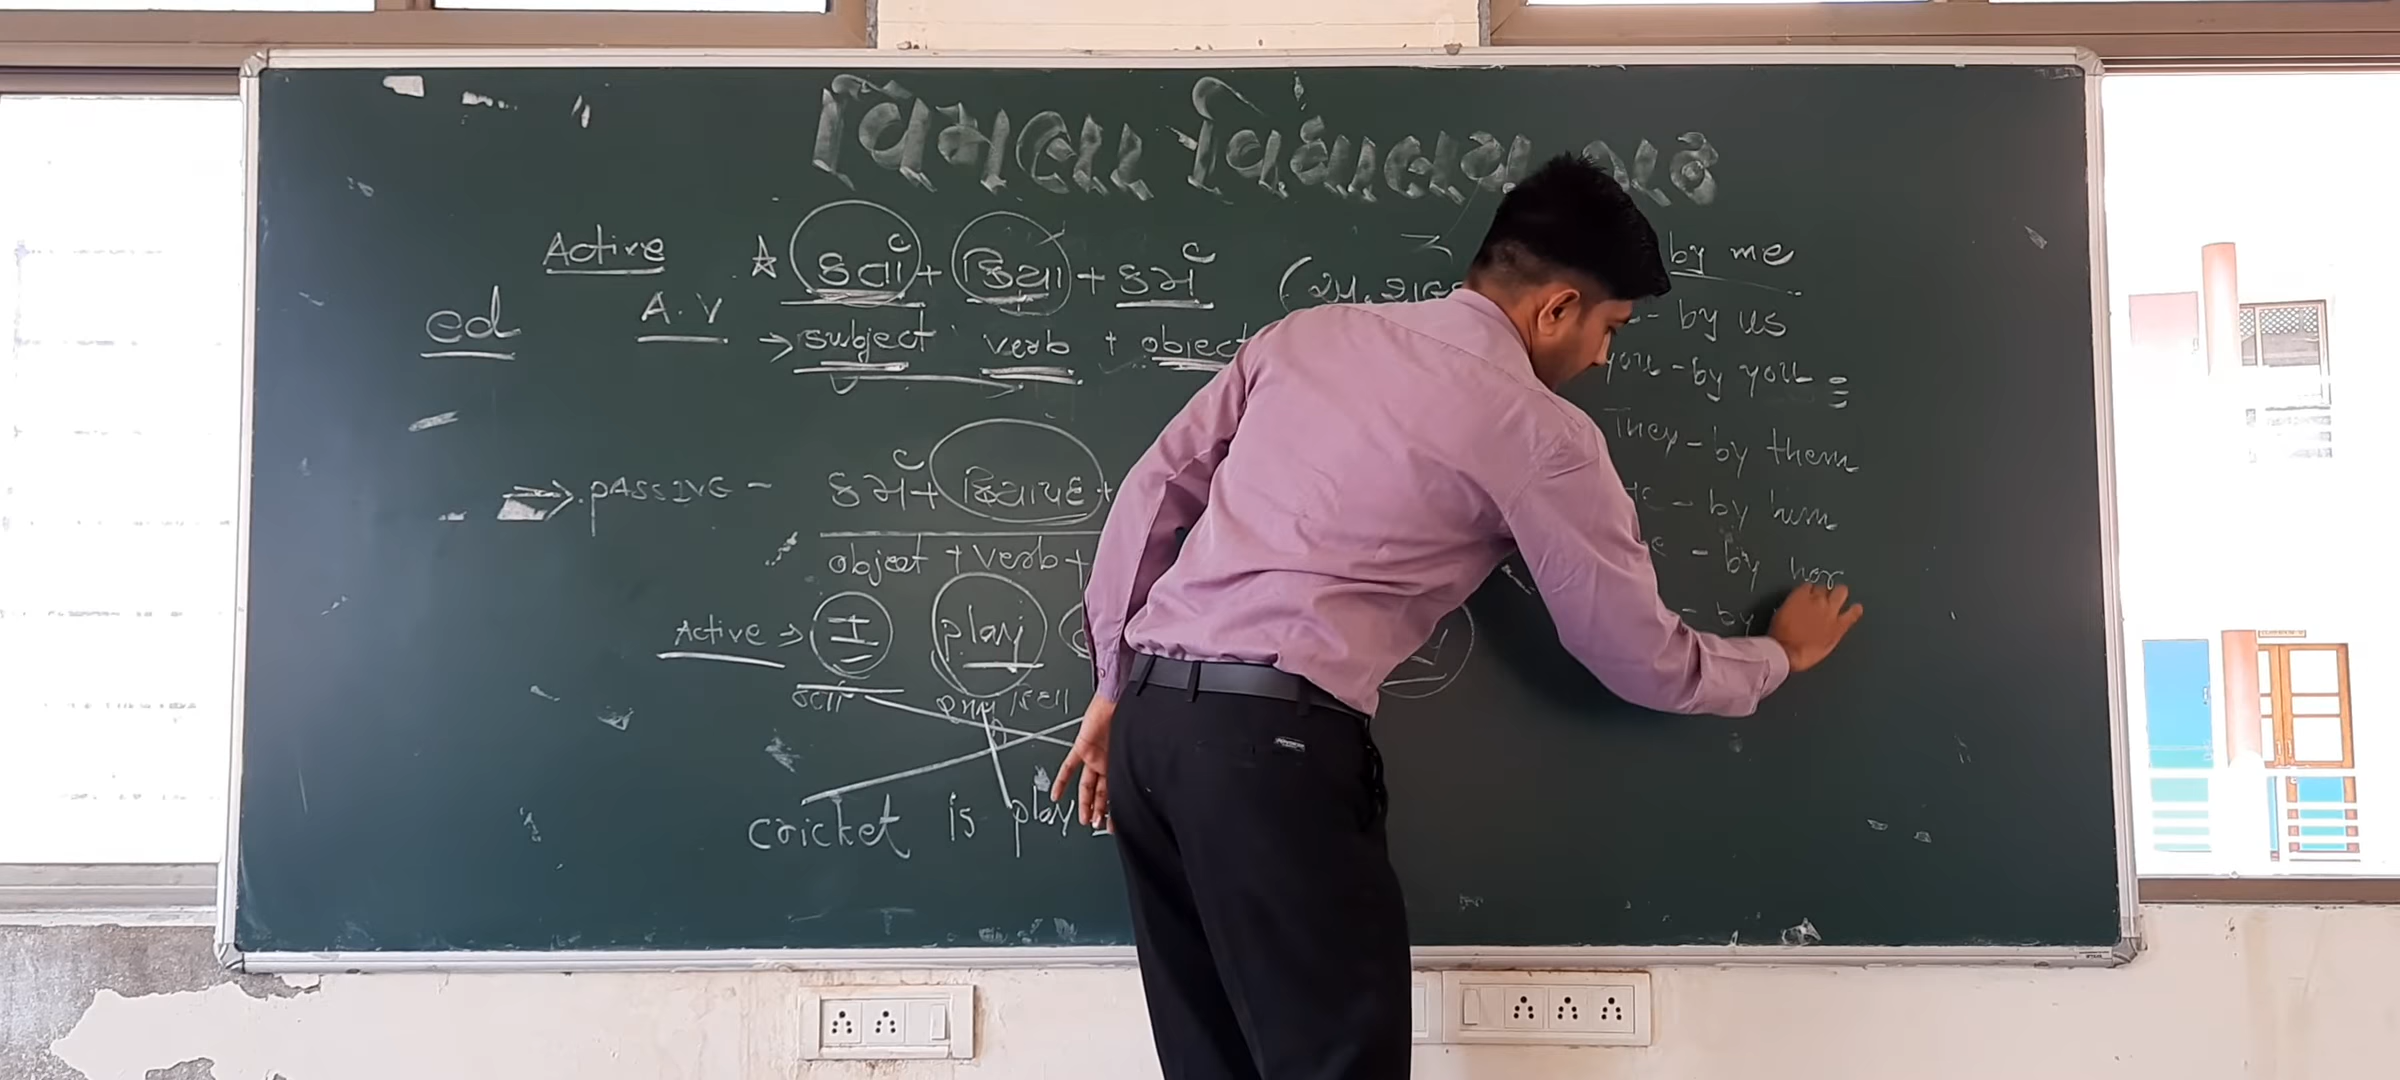 વિમલા વિદ્યાલય
Active ☆ કર્તા + ક્રિયા + કર્મ
by me
ed A.V → subject verb + object
- by us
you - by you
They - by them
PASSIVE - કર્મ + ક્રિયાપદ +
- by him
object + verb +
- by her
Active → I play
- by
કર્તા
cricket is play